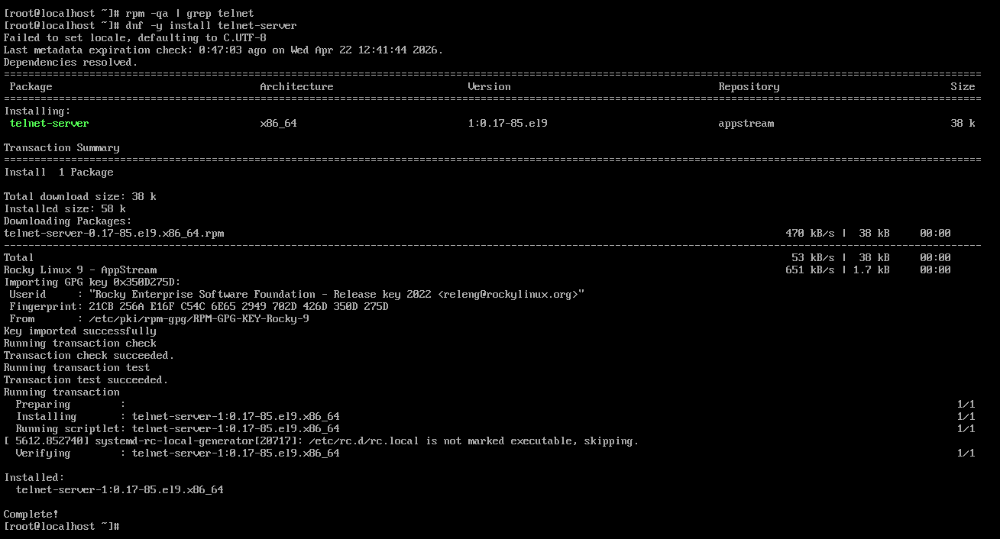 [root@localhost ~]# rpm -qa | grep telnet
[root@localhost ~]# dnf -y install telnet-server
Failed to set locale, defaulting to C.UTF-8
Last metadata expiration check: 0:47:03 ago on Wed Apr 22 12:41:44 2026.
Dependencies resolved.
================================================================================
Package Architecture Version Repository Size
================================================================================
Installing:
telnet-server x86_64 1:0.17-85.el9 appstream 38 k
Transaction Summary
================================================================================
Install 1 Package
Total download size: 38 k
Installed size: 58 k
Downloading Packages:
telnet-server-0.17-85.el9.x86_64.rpm 470 kB/s | 38 kB 00:00
--------------------------------------------------------------------------------
Total 53 kB/s | 38 kB 00:00
Rocky Linux 9 - AppStream 651 kB/s | 1.7 kB 00:00
Importing GPG key 0x350D275D:
Userid : "Rocky Enterprise Software Foundation - Release key 2022 <releng@rockylinux.org>"
Fingerprint: 21CB 256A E16F C54C 6E65 2949 702D 426D 350D 275D
From : /etc/pki/rpm-gpg/RPM-GPG-KEY-Rocky-9
Key imported successfully
Running transaction check
Transaction check succeeded.
Running transaction test
Transaction test succeeded.
Running transaction
Preparing : 1/1
Installing : telnet-server-1:0.17-85.el9.x86_64 1/1
Running scriptlet: telnet-server-1:0.17-85.el9.x86_64 1/1
[ 5612.852740] systemd-rc-local-generator[20717]: /etc/rc.d/rc.local is not marked executable, skipping.
Verifying : telnet-server-1:0.17-85.el9.x86_64 1/1
Installed:
telnet-server-1:0.17-85.el9.x86_64
Complete!
[root@localhost ~]#